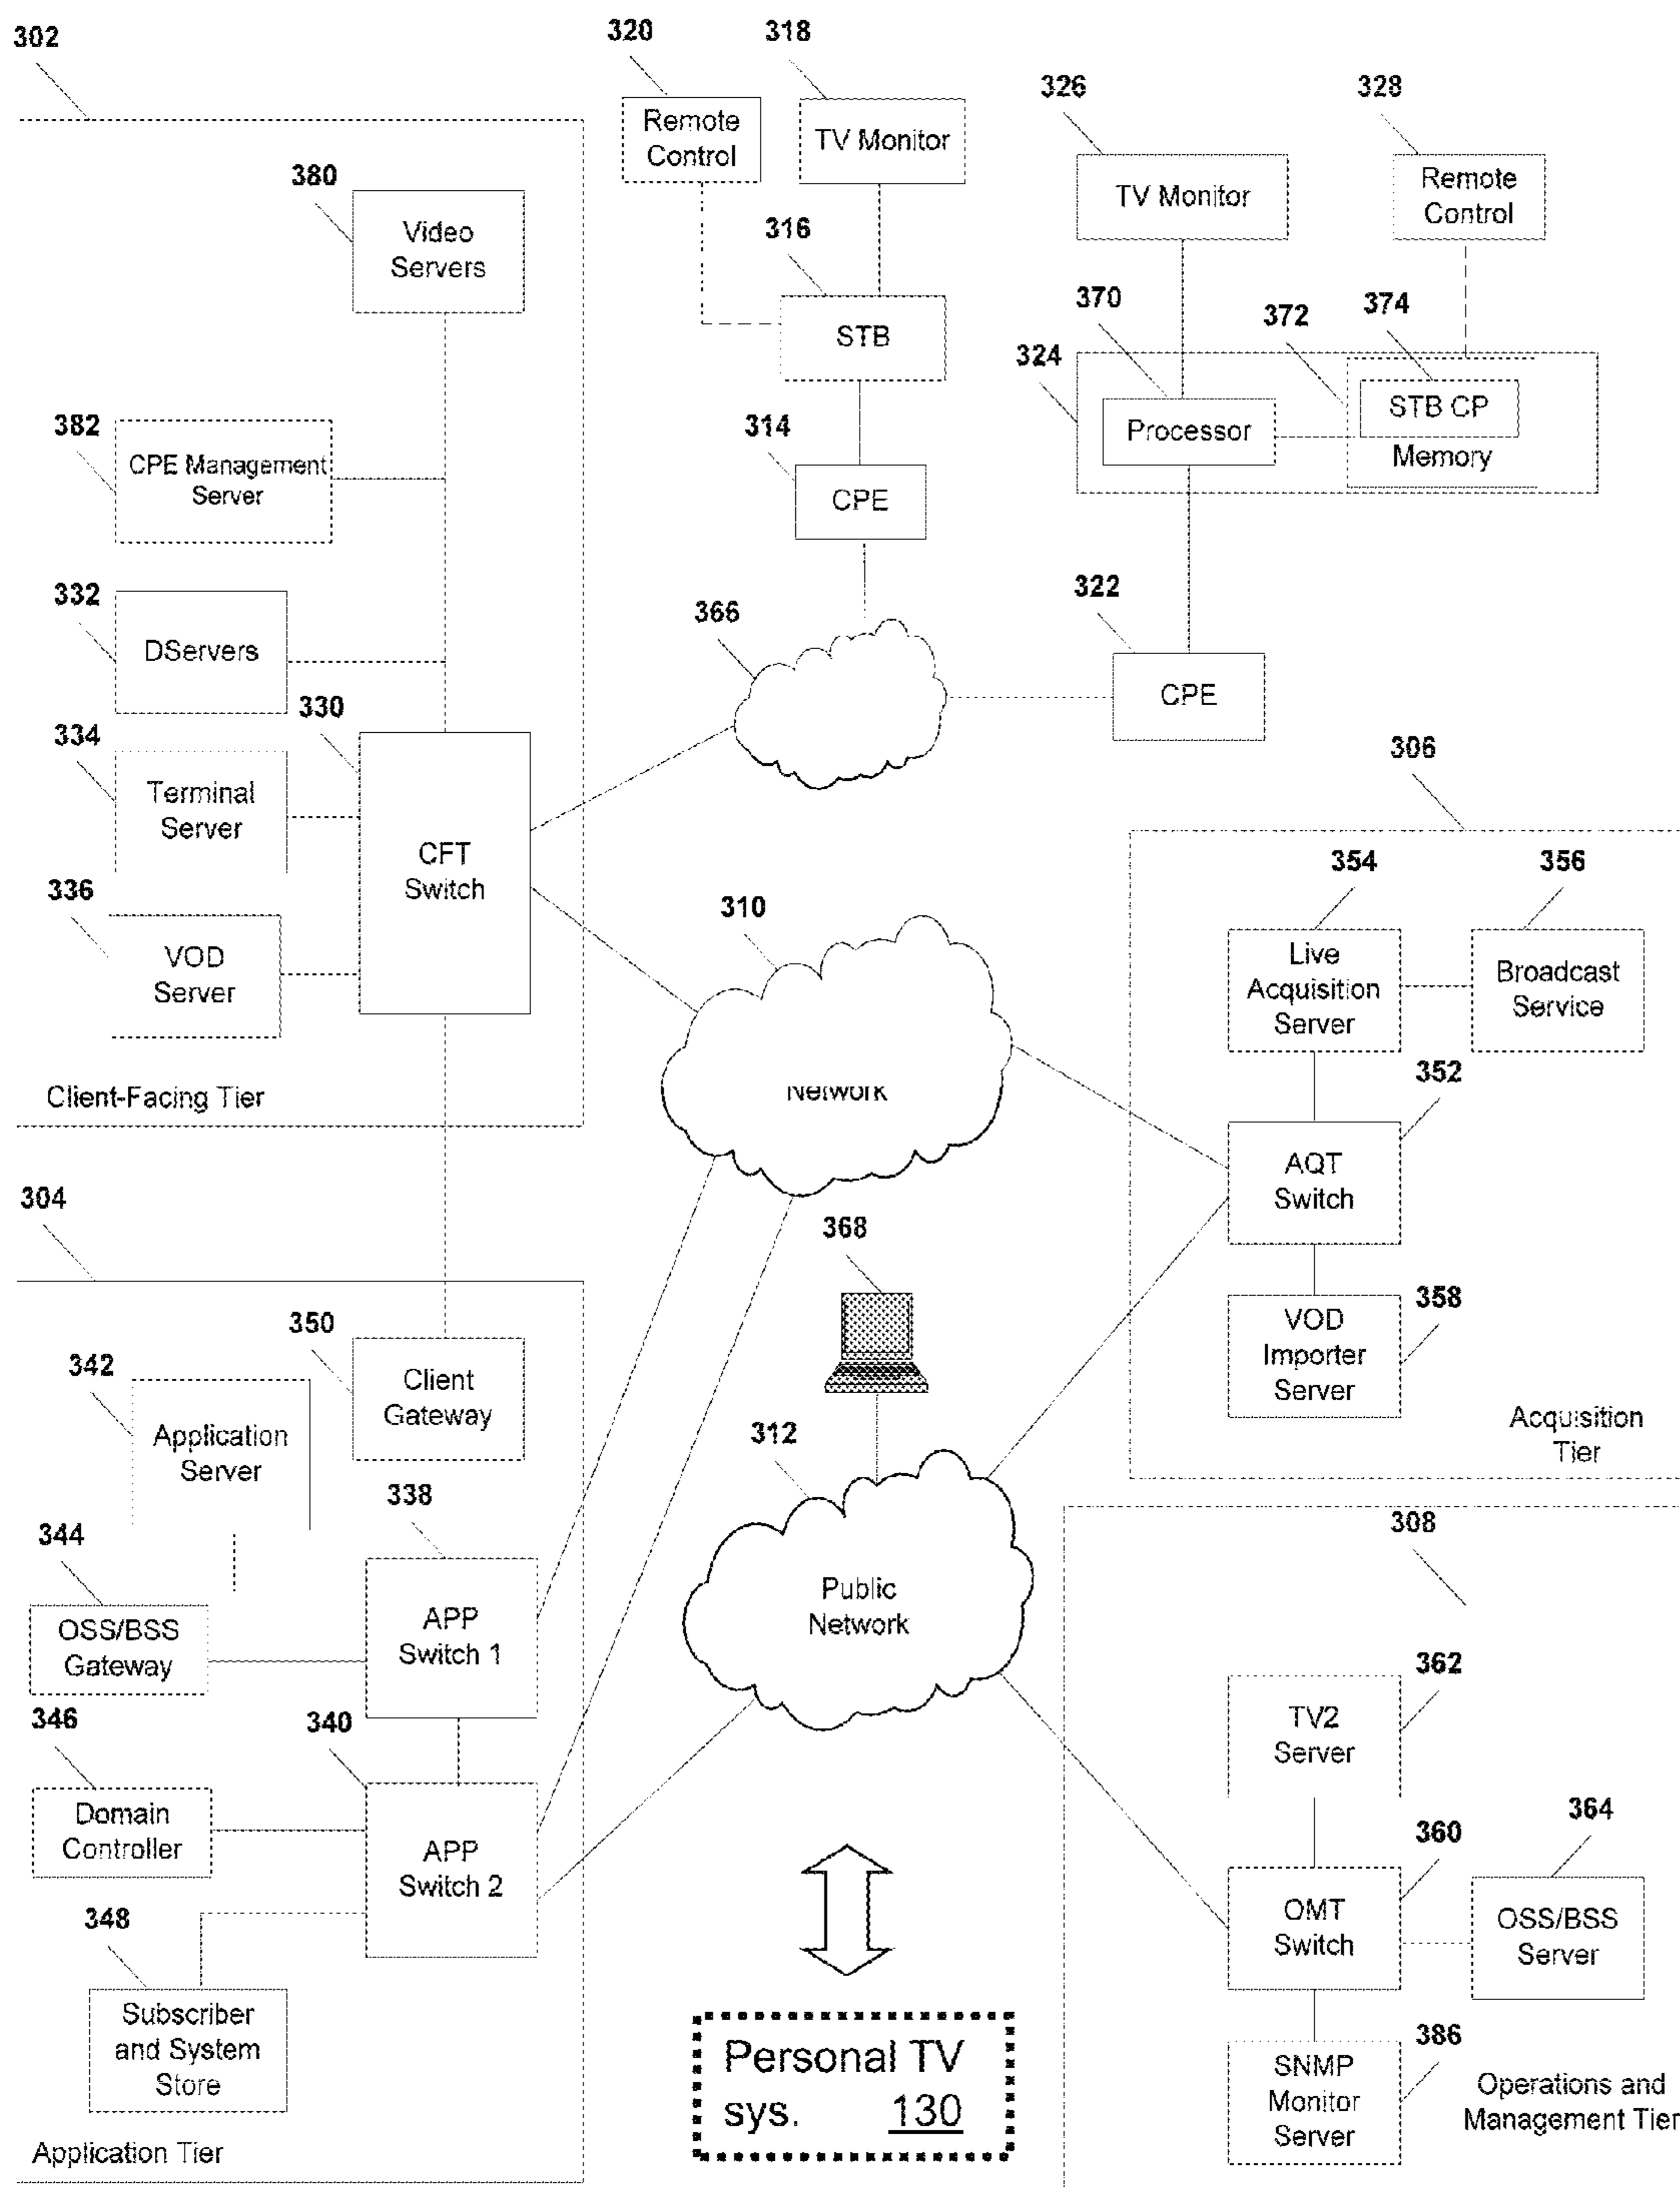 302
320
318
326
328
Remote
Control
TV Monitor
TV Monitor
Remote
Control
380
Video
Servers
316
STB
370
372
374
324
STB CP
Processor
Memory
382
CPE Management
Server
314
CPE
332
DServers
366
322
CPE
330
334
Terminal
Server
CFT
Switch
336
VOD
Server
Client-Facing Tier
310
Network
306
354
356
Live
Acquisition
Server
Broadcast
Service
352
AQT
Switch
358
VOD
Importer
Server
Acquisition
Tier
304
368
350
Client
Gateway
342
Application
Server
312
Public
Network
338
344
OSS/BSS
Gateway
APP
Switch 1
346
340
Domain
Controller
APP
Switch 2
348
Subscriber
and System
Store
Application Tier
308
362
TV2
Server
360
364
OMT
Switch
OSS/BSS
Server
386
SNMP
Monitor
Server
Operations and
Management Tier
Personal TV
sys. 130